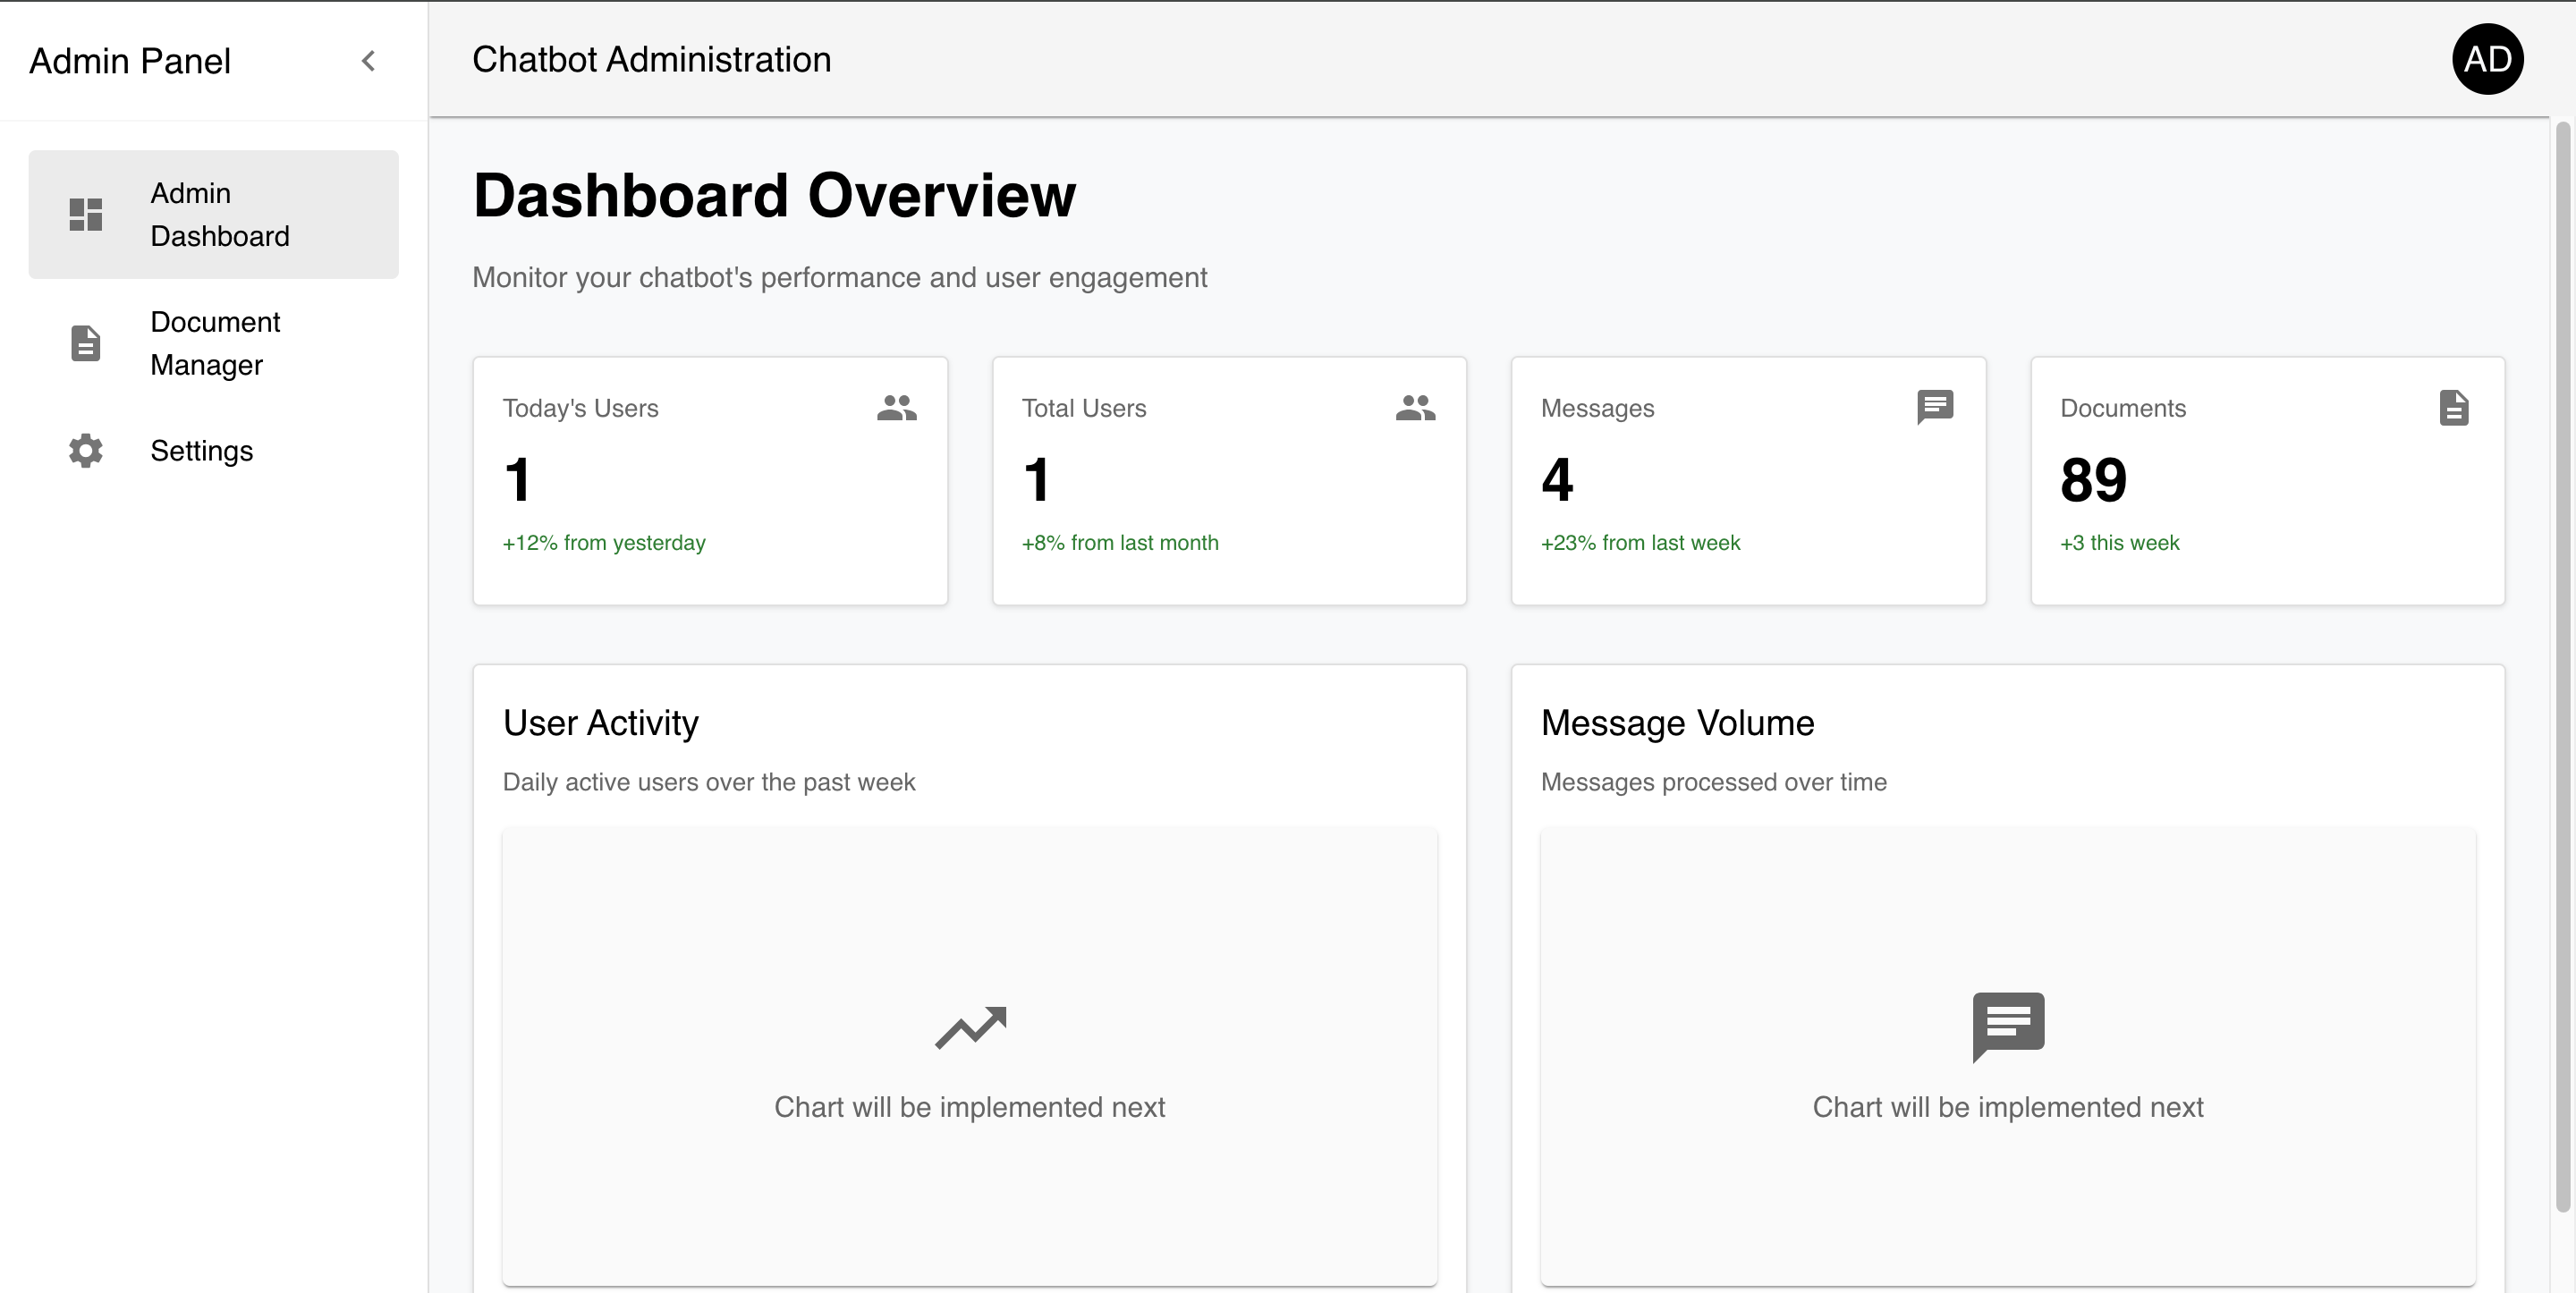 Admin Panel
Chatbot Administration
AD
Admin
Dashboard
Document
Manager
Settings
Dashboard Overview
Monitor your chatbot's performance and user engagement
Today's Users
1
+12% from yesterday
Total Users
1
+8% from last month
Messages
4
+23% from last week
Documents
89
+3 this week
User Activity
Daily active users over the past week
Chart will be implemented next
Message Volume
Messages processed over time
Chart will be implemented next